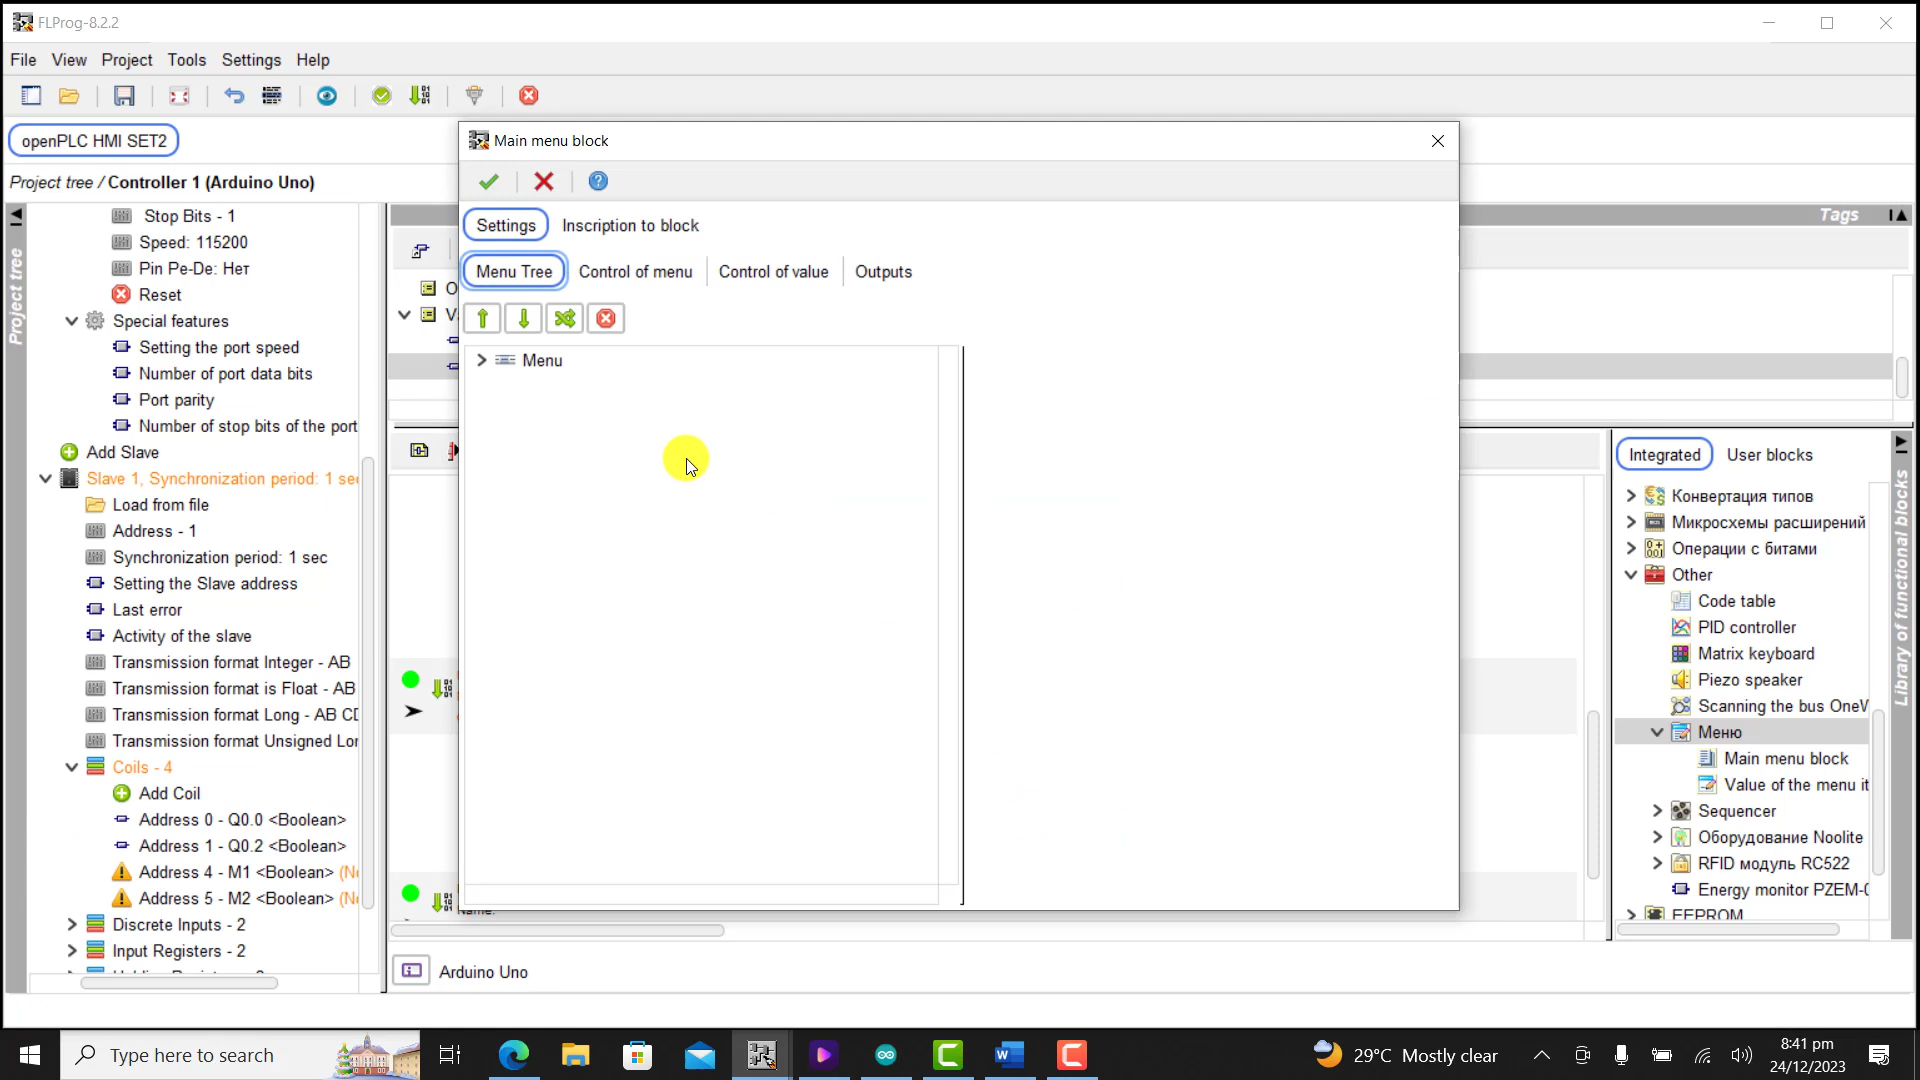 FLProg-8.2.2
File View Project Tools Settings Help
openPLC HMI SET2
Project tree / Controller 1 (Arduino Uno)
Project tree
Stop Bits - 1
Speed: 115200
Pin Pe-De: Нет
Reset
Special features
Setting the port speed
Number of port data bits
Port parity
Number of stop bits of the port
Add Slave
Slave 1, Synchronization period: 1 sec
Load from file
Address - 1
Synchronization period: 1 sec
Setting the Slave address
Last error
Activity of the slave
Transmission format Integer - AB
Transmission format is Float - AB
Transmission format Long - AB CD
Transmission format Unsigned Lon
Coils - 4
Add Coil
Address 0 - Q0.0 <Boolean>
Address 1 - Q0.2 <Boolean>
Address 4 - M1 <Boolean> (No
Address 5 - M2 <Boolean> (No
Discrete Inputs - 2
Input Registers - 2
Main menu block
Settings Inscription to block
Menu Tree Control of menu Control of value Outputs
Menu
Tags
Arduino Uno
Integrated User blocks
Конвертация типов
Микросхемы расширений
Операции с битами
Other
Code table
PID controller
Matrix keyboard
Piezo speaker
Scanning the bus OneW
Меню
Main menu block
Value of the menu it
Sequencer
Оборудование Noolite
RFID модуль RC522
Energy monitor PZEM-0
EEPROM
Library of functional blocks
Type here to search
29°C Mostly clear
8:41 pm
24/12/2023